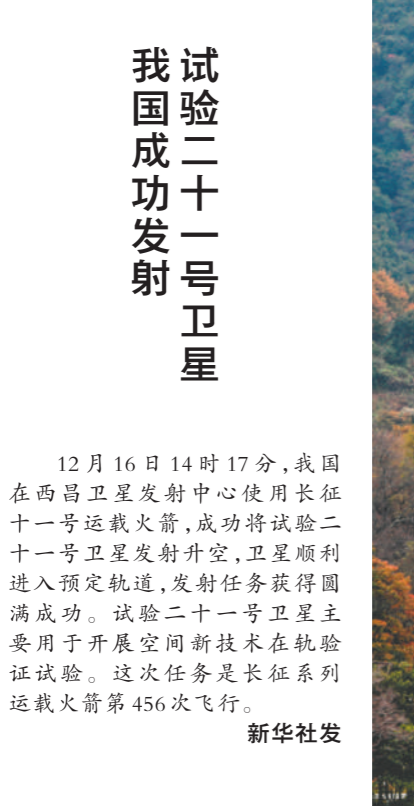 我国成功发射
试验二十一号卫星
12月16日14时17分,我国
在西昌卫星发射中心使用长征
十一号运载火箭,成功将试验二
十一号卫星发射升空,卫星顺利
进入预定轨道,发射任务获得圆
满成功。试验二十一号卫星主
要用于开展空间新技术在轨验
证试验。这次任务是长征系列
运载火箭第456次飞行。
新华社发